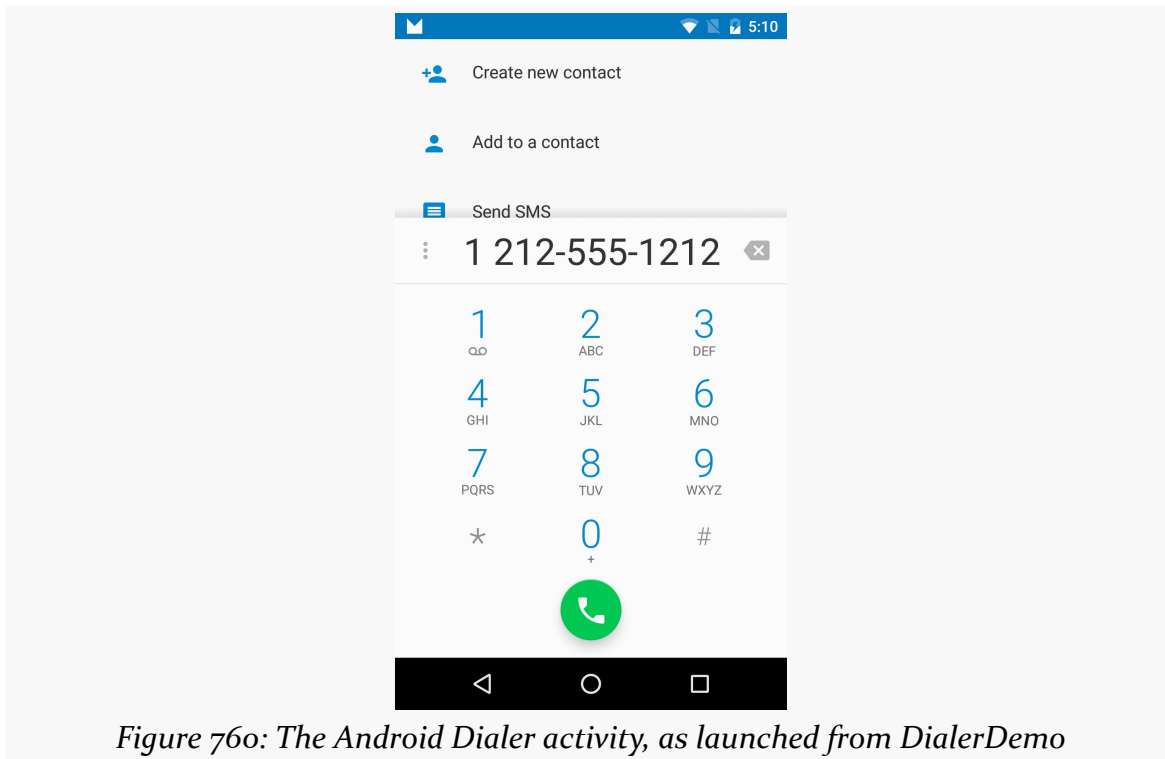 5:10
Create new contact
Add to a contact
Send SMS
1 212-555-1212
1 2 3
ABC DEF
4 5 6
GHI JKL MNO
7 8 9
PQRS TUV WXYZ
* 0 #
+
Figure 760: The Android Dialer activity, as launched from DialerDemo